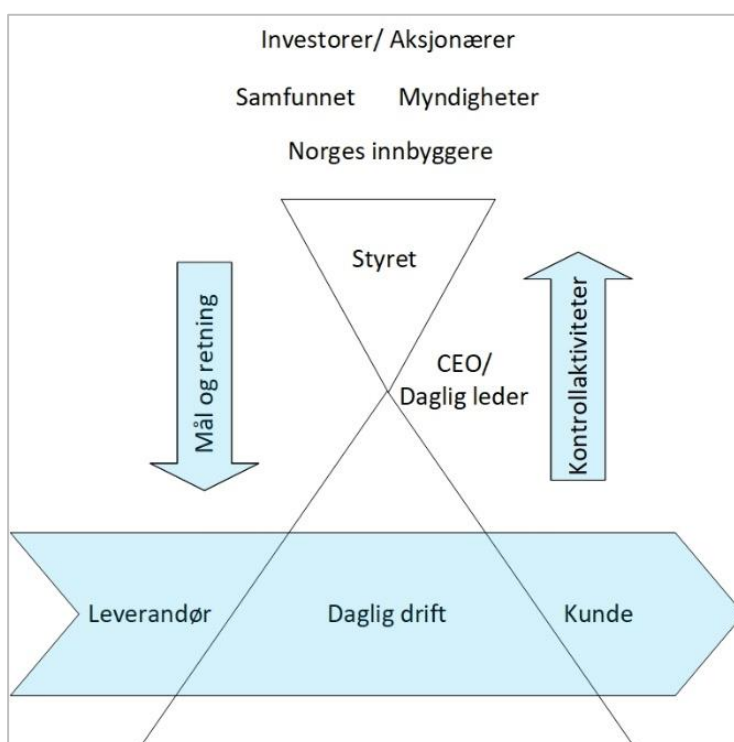 Investorer/ Aksjonærer
Samfunnet Myndigheter
Norges innbyggere
Styret
Mål og retning
CEO/
Daglig leder
Kontrollaktiviteter
Leverandør Daglig drift Kunde